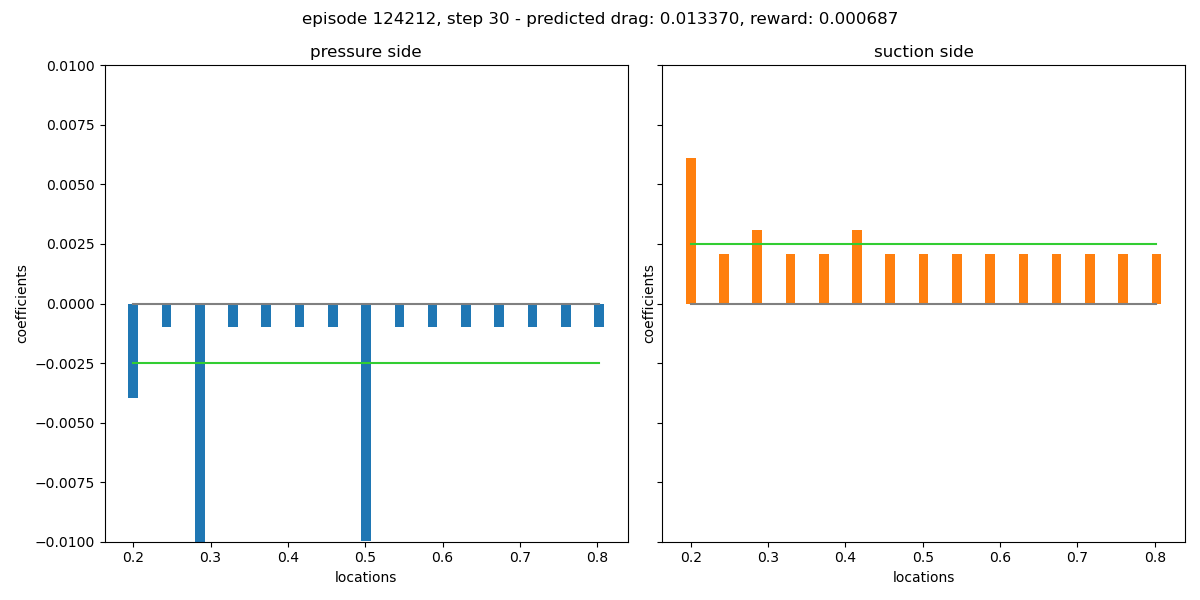 episode 124212, step 30 - predicted drag: 0.013370, reward: 0.000687
pressure side
suction side
0.0100
0.0075
0.0050
0.0025
0.0000
−0.0025
−0.0050
−0.0075
−0.0100
coefficients
coefficients
0.2 0.3 0.4 0.5 0.6 0.7 0.8
0.2 0.3 0.4 0.5 0.6 0.7 0.8
locations
locations